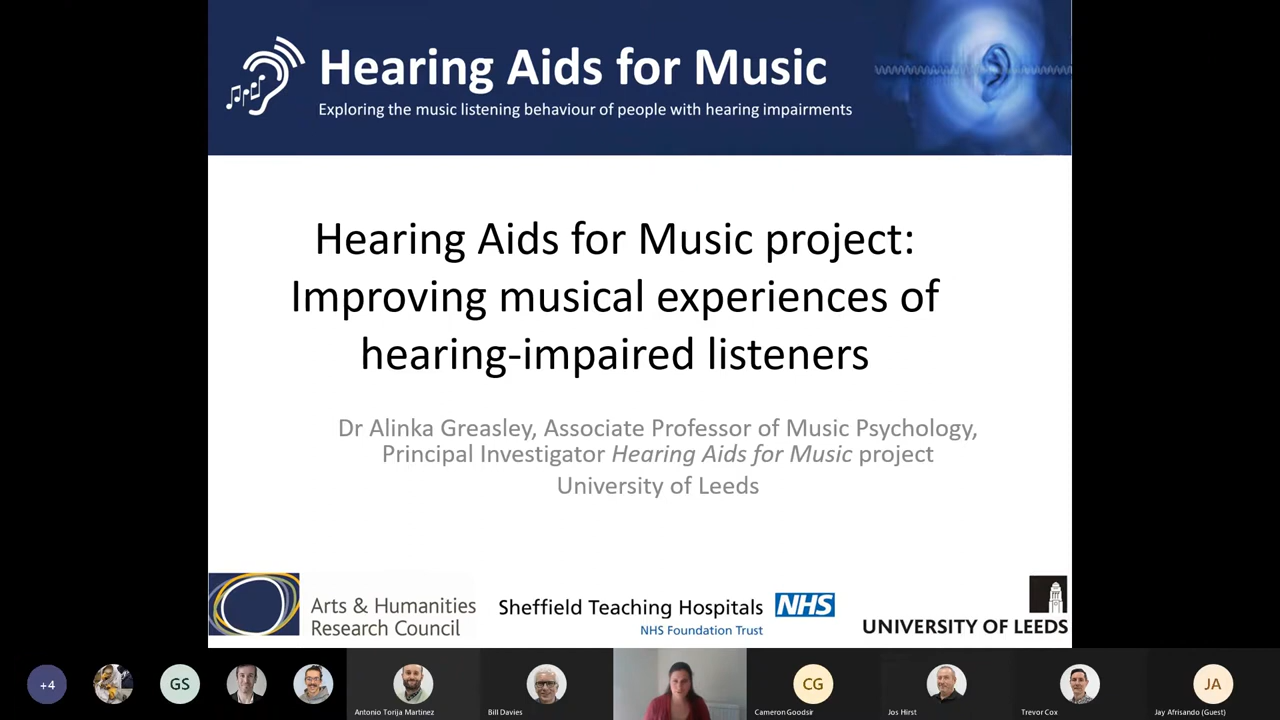 Hearing Aids for Music
Exploring the music listening behaviour of people with hearing impairments
Hearing Aids for Music project:
Improving musical experiences of
hearing-impaired listeners
Dr Alinka Greasley, Associate Professor of Music Psychology,
Principal Investigator Hearing Aids for Music project
University of Leeds
Arts & Humanities
Research Council
Sheffield Teaching Hospitals NHS
NHS Foundation Trust
UNIVERSITY OF LEEDS
+4
GS
CG
JA
Antonio Torija Martinez
Bill Davies
Cameron Goodsir
Jos Hirst
Trevor Cox
Jay Afrisando (Guest)